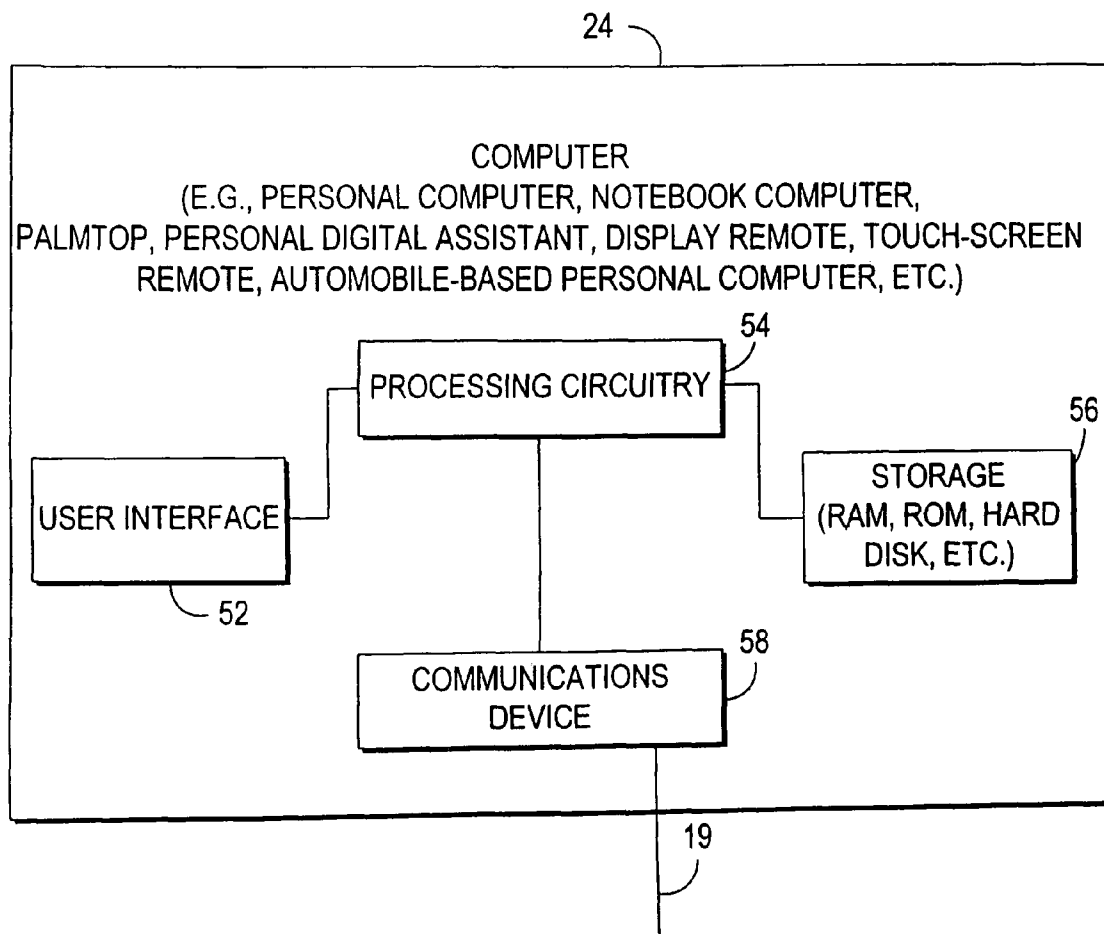 24
COMPUTER
(E.G., PERSONAL COMPUTER, NOTEBOOK COMPUTER,
PALMTOP, PERSONAL DIGITAL ASSISTANT, DISPLAY REMOTE, TOUCH-SCREEN
REMOTE, AUTOMOBILE-BASED PERSONAL COMPUTER, ETC.)
54
PROCESSING CIRCUITRY
56
USER INTERFACE
STORAGE
(RAM, ROM, HARD
DISK, ETC.)
52
58
COMMUNICATIONS
DEVICE
19